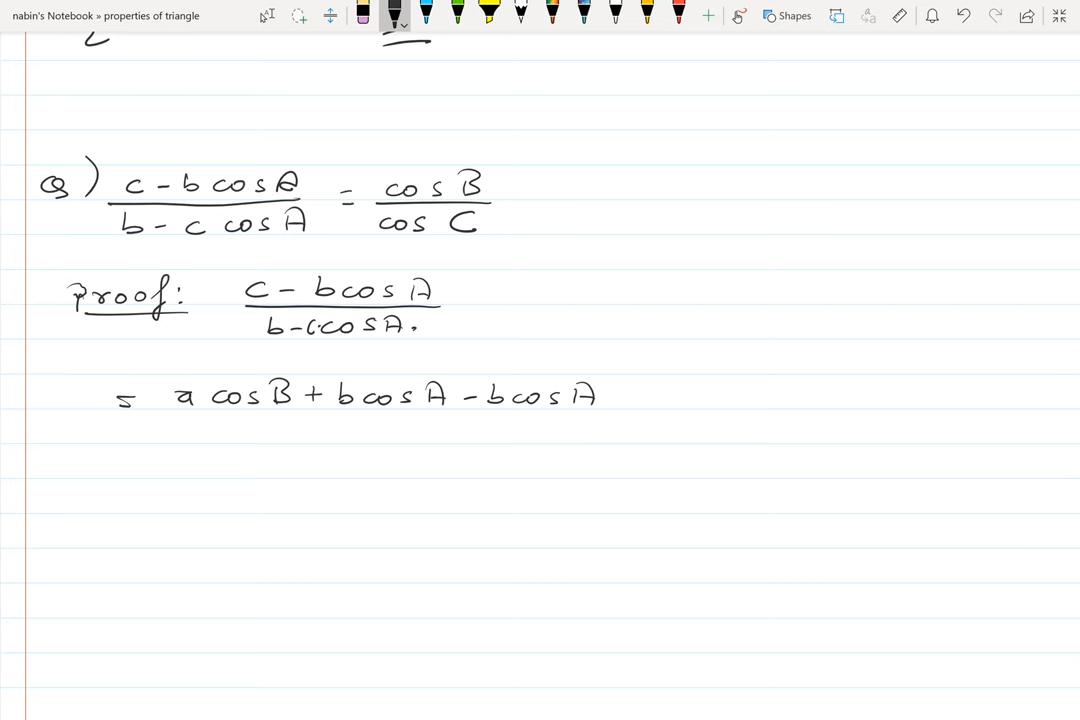 nabin's Notebook » properties of triangle
Shapes
Q) c - b cos A / b - c cos A = cos B / cos C
Proof: c - b cos A / b - c.cos A.
= a cos B + b cos A - b cos A